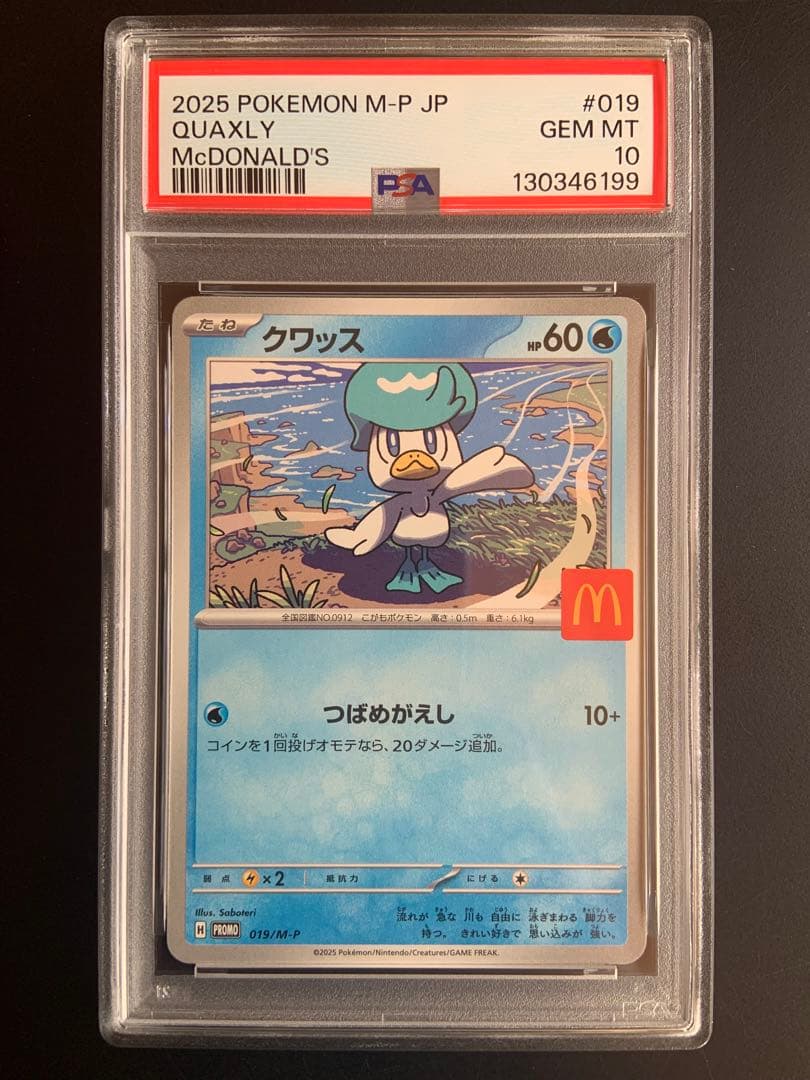 2025 POKEMON M-P JP #019
QUAXLY GEM MT
McDONALD'S 10
PSA 130346199
たね クワッス HP60
M
全国図鑑NO.0912 こがもポケモン 高さ:0.5m 重さ:6.1kg
つばめがえし 10+
コインを1回投げオモテなら、20ダメージ追加。
弱点 ×2 抵抗力 にげる
Illus. Saboteri
流れが 急な 川も 自由に 泳ぎまわる 脚力を
持つ。 きれい好きで 思い込みが 強い。
H PROMO 019/M-P
©2025 Pokémon/Nintendo/Creatures/GAME FREAK.